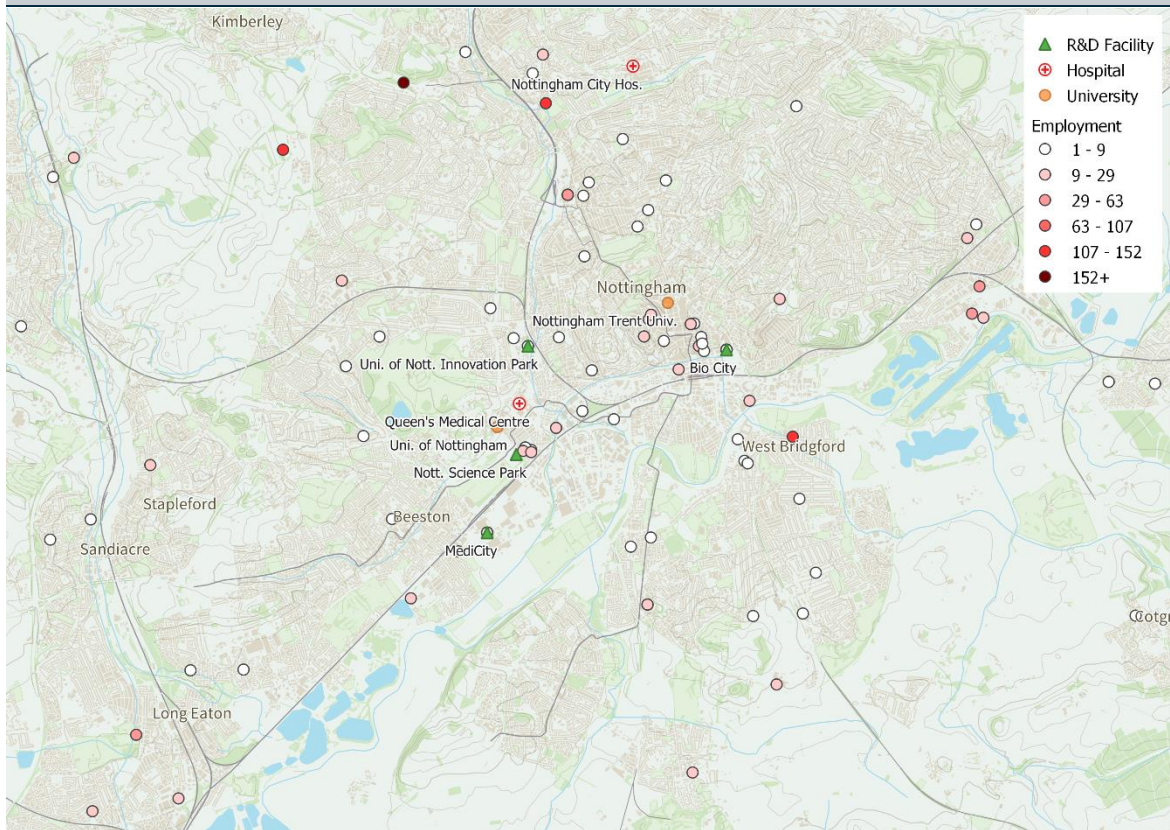 Kimberley
R&D Facility
Hospital
University
Employment
1 - 9
9 - 29
29 - 63
63 - 107
107 - 152
152+
Nottingham City Hos.
Nottingham
Nottingham Trent Univ.
Uni. of Nott. Innovation Park
Bio City
Queen's Medical Centre
Uni. of Nottingham
West Bridgford
Nott. Science Park
Stapleford
Beeston
Sandiacre
MediCity
Cotgr
Long Eaton